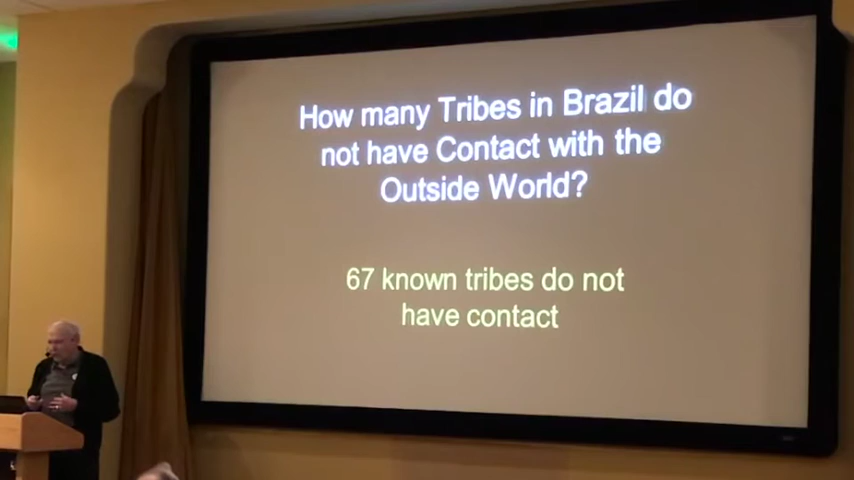 How many Tribes in Brazil do
not have Contact with the
Outside World?
67 known tribes do not
have contact